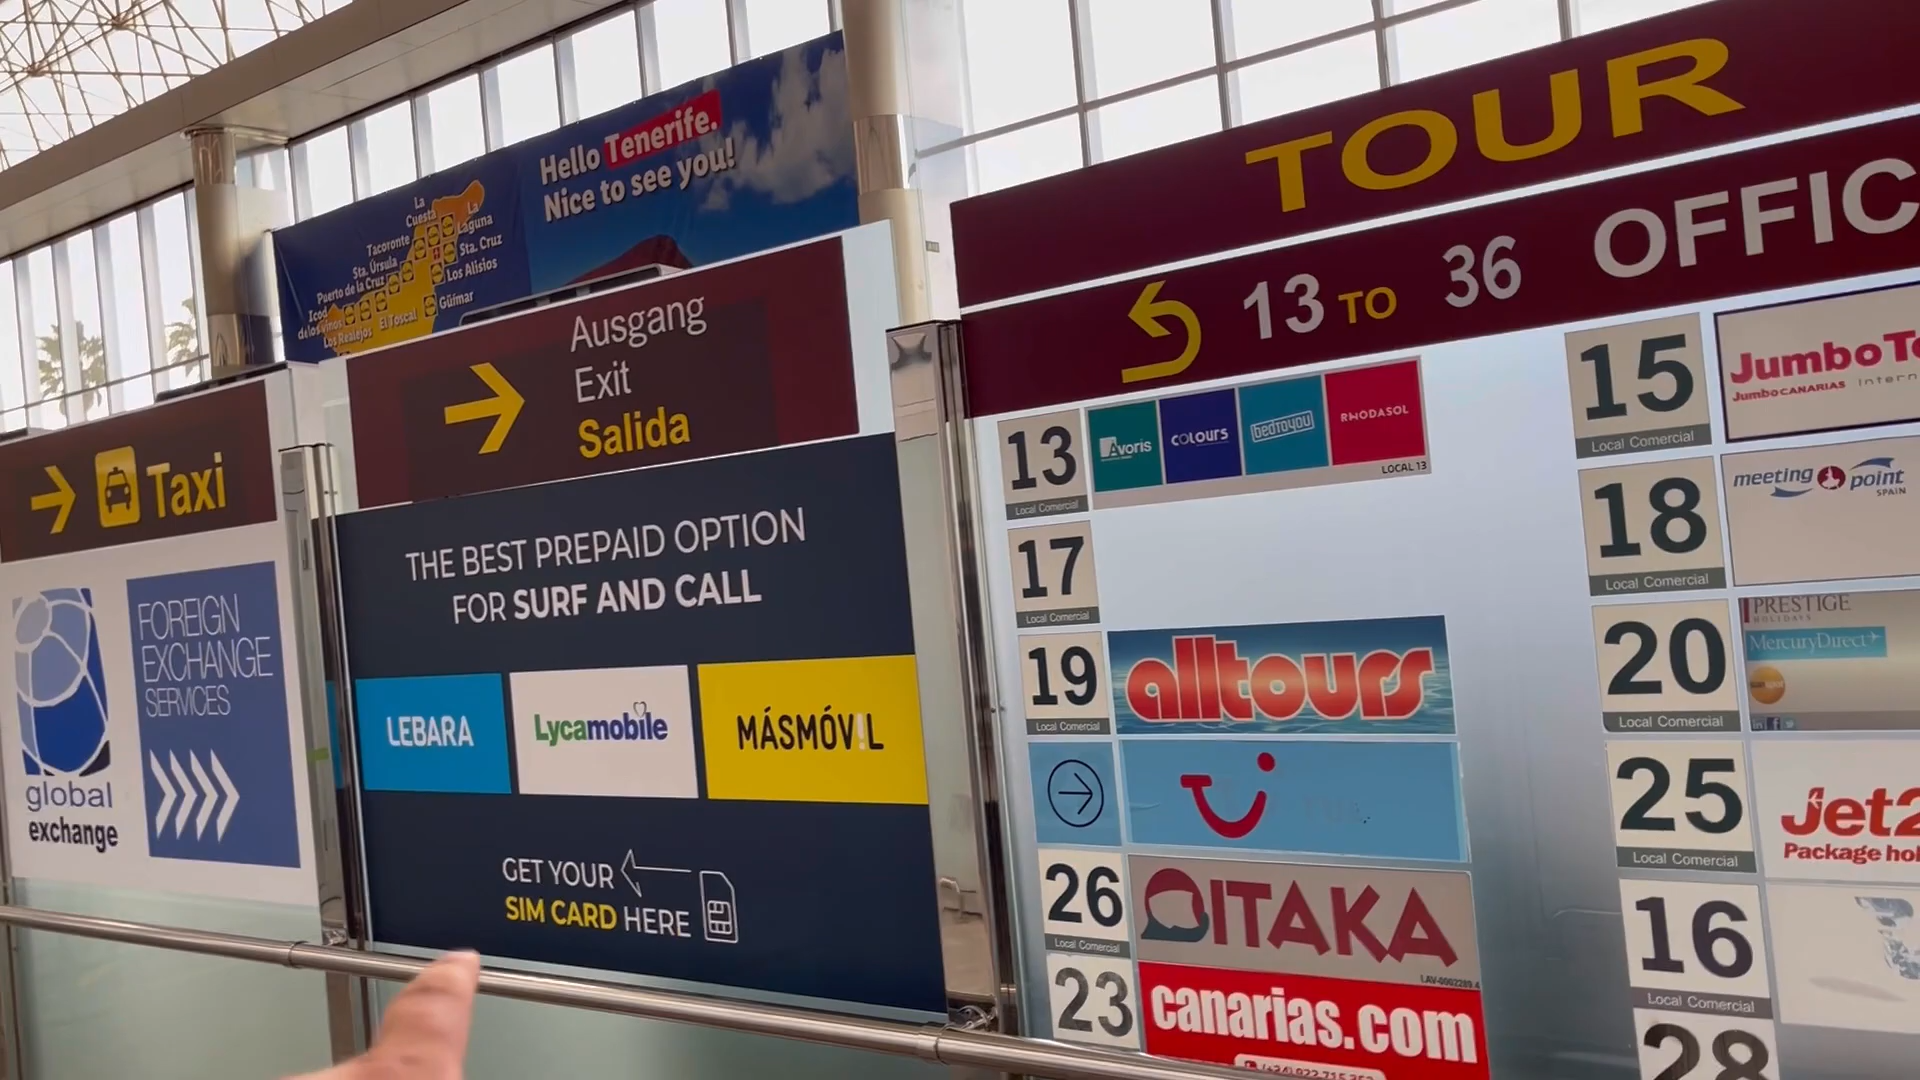 Hello Tenerife.
Nice to see you!
La
Cuesta
La
Laguna
Tacoronte
Sta. Cruz
Sta. Úrsula
Los Alisios
Puerto de la Cruz
Güímar
Icod
de los Vinos
El Toscal
Los Realejos
Taxi
global
exchange
FOREIGN
EXCHANGE
SERVICES
Ausgang
Exit
Salida
THE BEST PREPAID OPTION
FOR SURF AND CALL
LEBARA
Lycamobile
MÁSMÓV!L
GET YOUR
SIM CARD HERE
TOUR
13 TO 36 OFFIC
13
Local Comercial
Avoris
COLOURS
bedtoyou
RHODASOL
LOCAL 13
15
Local Comercial
Jumbo To
Jumbo CANARIAS Intern
17
Local Comercial
18
Local Comercial
meeting point
SPAIN
19
Local Comercial
alltours
20
Local Comercial
PRESTIGE
HOLIDAYS
MercuryDirect
25
Local Comercial
Jet2
Package hol
26
Local Comercial
ITAKA
16
Local Comercial
23
canarias.com
28